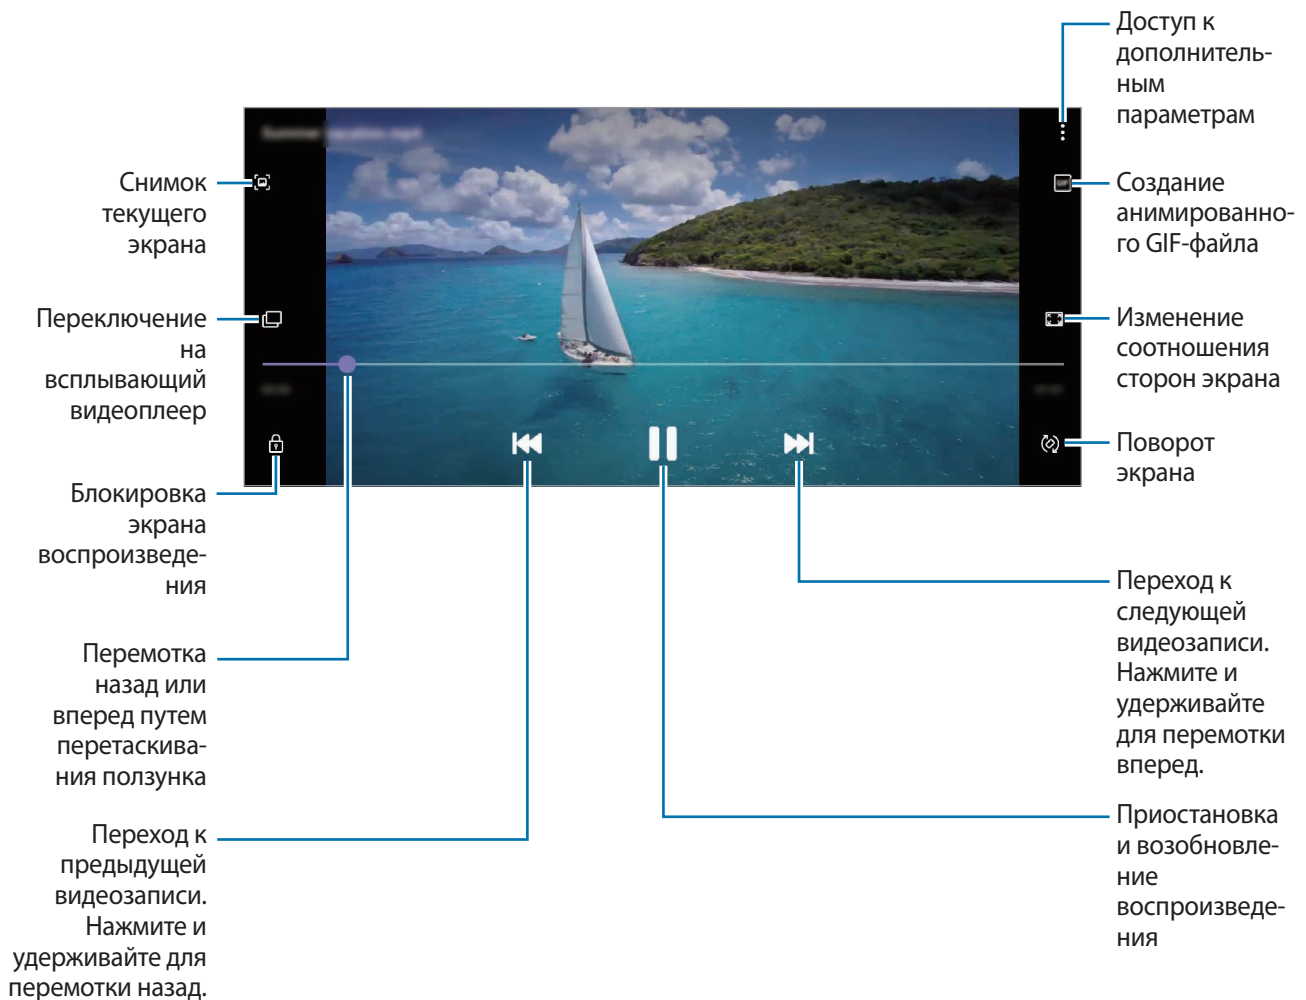 Доступ к
дополнитель-
ным
параметрам
Снимок
текущего
экрана
Создание
анимированно-
го GIF-файла
Переключение
на
всплывающий
видеоплеер
Изменение
соотношения
сторон экрана
Поворот
экрана
Блокировка
экрана
воспроизведе-
ния
Переход к
следующей
видеозаписи.
Нажмите и
удерживайте
для перемотки
вперед.
Перемотка
назад или
вперед путем
перетаскива-
ния ползунка
Приостановка
и возобновле-
ние
воспроизведе-
ния
Переход к
предыдущей
видеозаписи.
Нажмите и
удерживайте для
перемотки назад.